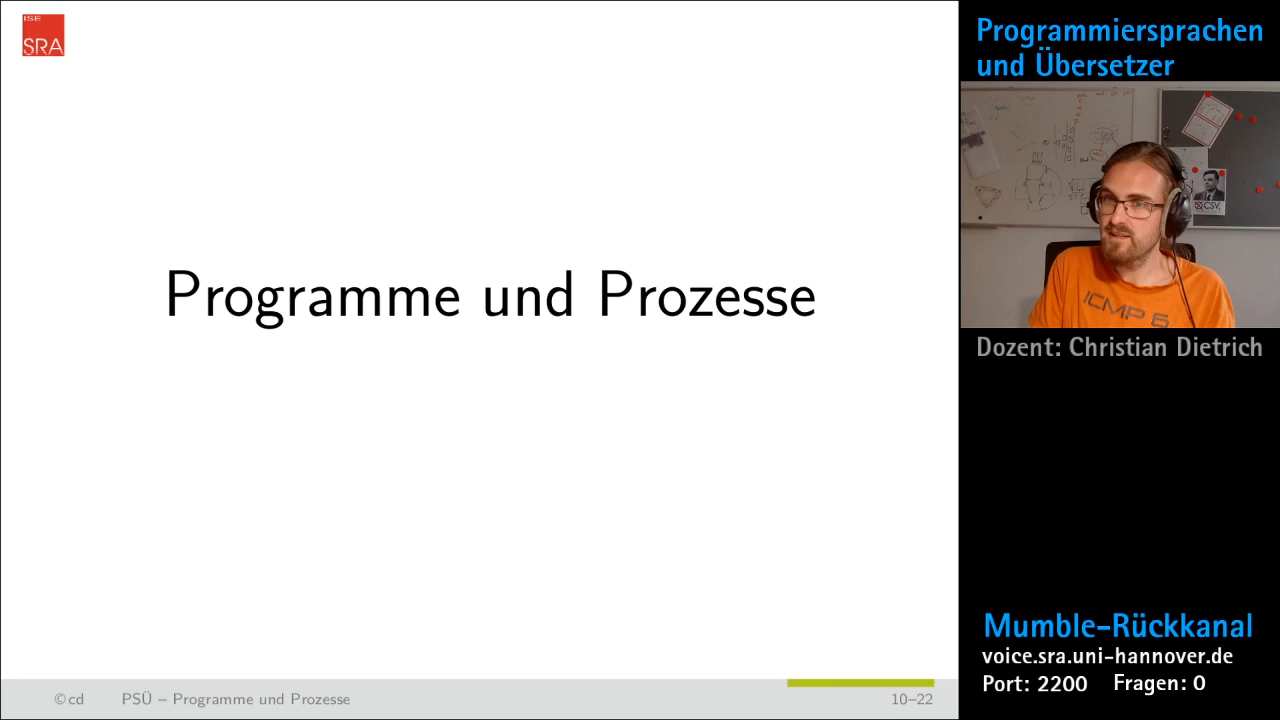 ISE
SRA
Programme und Prozesse
©cd
PSÜ – Programme und Prozesse
10–22
Programmiersprachen
und Übersetzer
CSV
ICMP 6
Dozent: Christian Dietrich
Mumble-Rückkanal
voice.sra.uni-hannover.de
Port: 2200
Fragen: 0